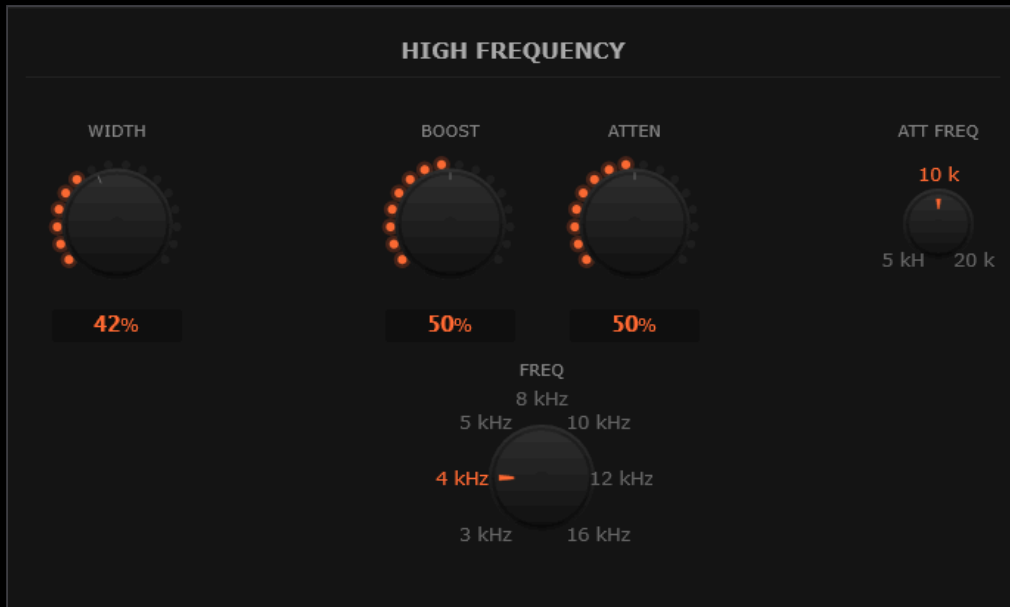 HIGH FREQUENCY
WIDTH
BOOST
ATTEN
ATT FREQ
10 k
5 kH
20 k
42%
50%
50%
FREQ
8 kHz
5 kHz
10 kHz
4 kHz
12 kHz
3 kHz
16 kHz